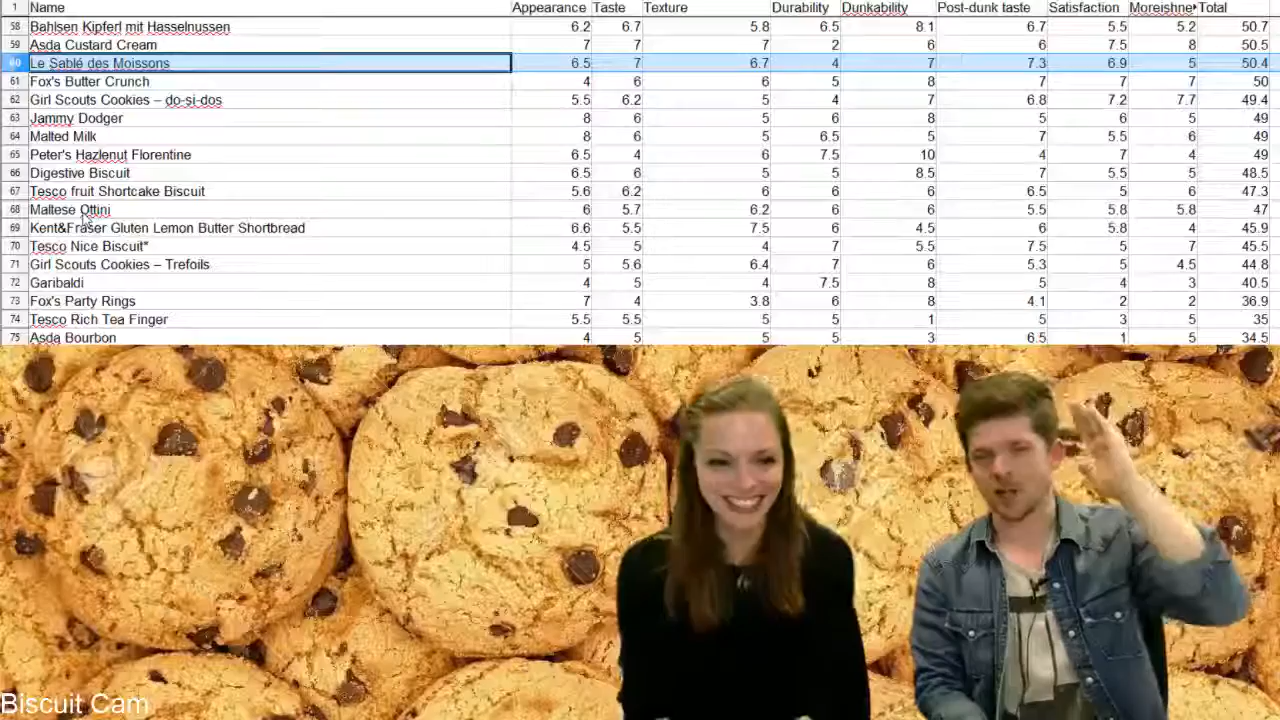 1 Name Appearance Taste Texture Durability Dunkability Post-dunk taste Satisfaction Moreishne Total
58 Bahlsen Kipferl mit Hasselnussen 6.2 6.7 5.8 6.5 8.1 6.7 5.5 5.2 50.7
59 Asda Custard Cream 7 7 7 2 6 6 7.5 8 50.5
60 Le Sablé des Moissons 6.5 7 6.7 4 7 7.3 6.9 5 50.4
61 Fox's Butter Crunch 4 6 6 5 8 7 7 7 50
62 Girl Scouts Cookies – do-si-dos 5.5 6.2 5 4 7 6.8 7.2 7.7 49.4
63 Jammy Dodger 8 6 5 6 8 5 6 5 49
64 Malted Milk 8 6 5 6.5 5 7 5.5 6 49
65 Peter's Hazlenut Florentine 6.5 4 6 7.5 10 4 7 4 49
66 Digestive Biscuit 6.5 6 5 5 8.5 7 5.5 5 48.5
67 Tesco fruit Shortcake Biscuit 5.6 6.2 6 6 6 6.5 5 6 47.3
68 Maltese Ottini 6 5.7 6.2 6 6 5.5 5.8 5.8 47
69 Kent&Fraser Gluten Lemon Butter Shortbread 6.6 5.5 7.5 6 4.5 6 5.8 4 45.9
70 Tesco Nice Biscuit* 4.5 5 4 7 5.5 7.5 5 7 45.5
71 Girl Scouts Cookies – Trefoils 5 5.6 6.4 7 6 5.3 5 4.5 44.8
72 Garibaldi 4 5 4 7.5 8 5 4 3 40.5
73 Fox's Party Rings 7 4 3.8 6 8 4.1 2 2 36.9
74 Tesco Rich Tea Finger 5.5 5.5 5 5 1 5 3 5 35
75 Asda Bourbon 4 5 5 5 3 6.5 1 5 34.5
Biscuit Cam